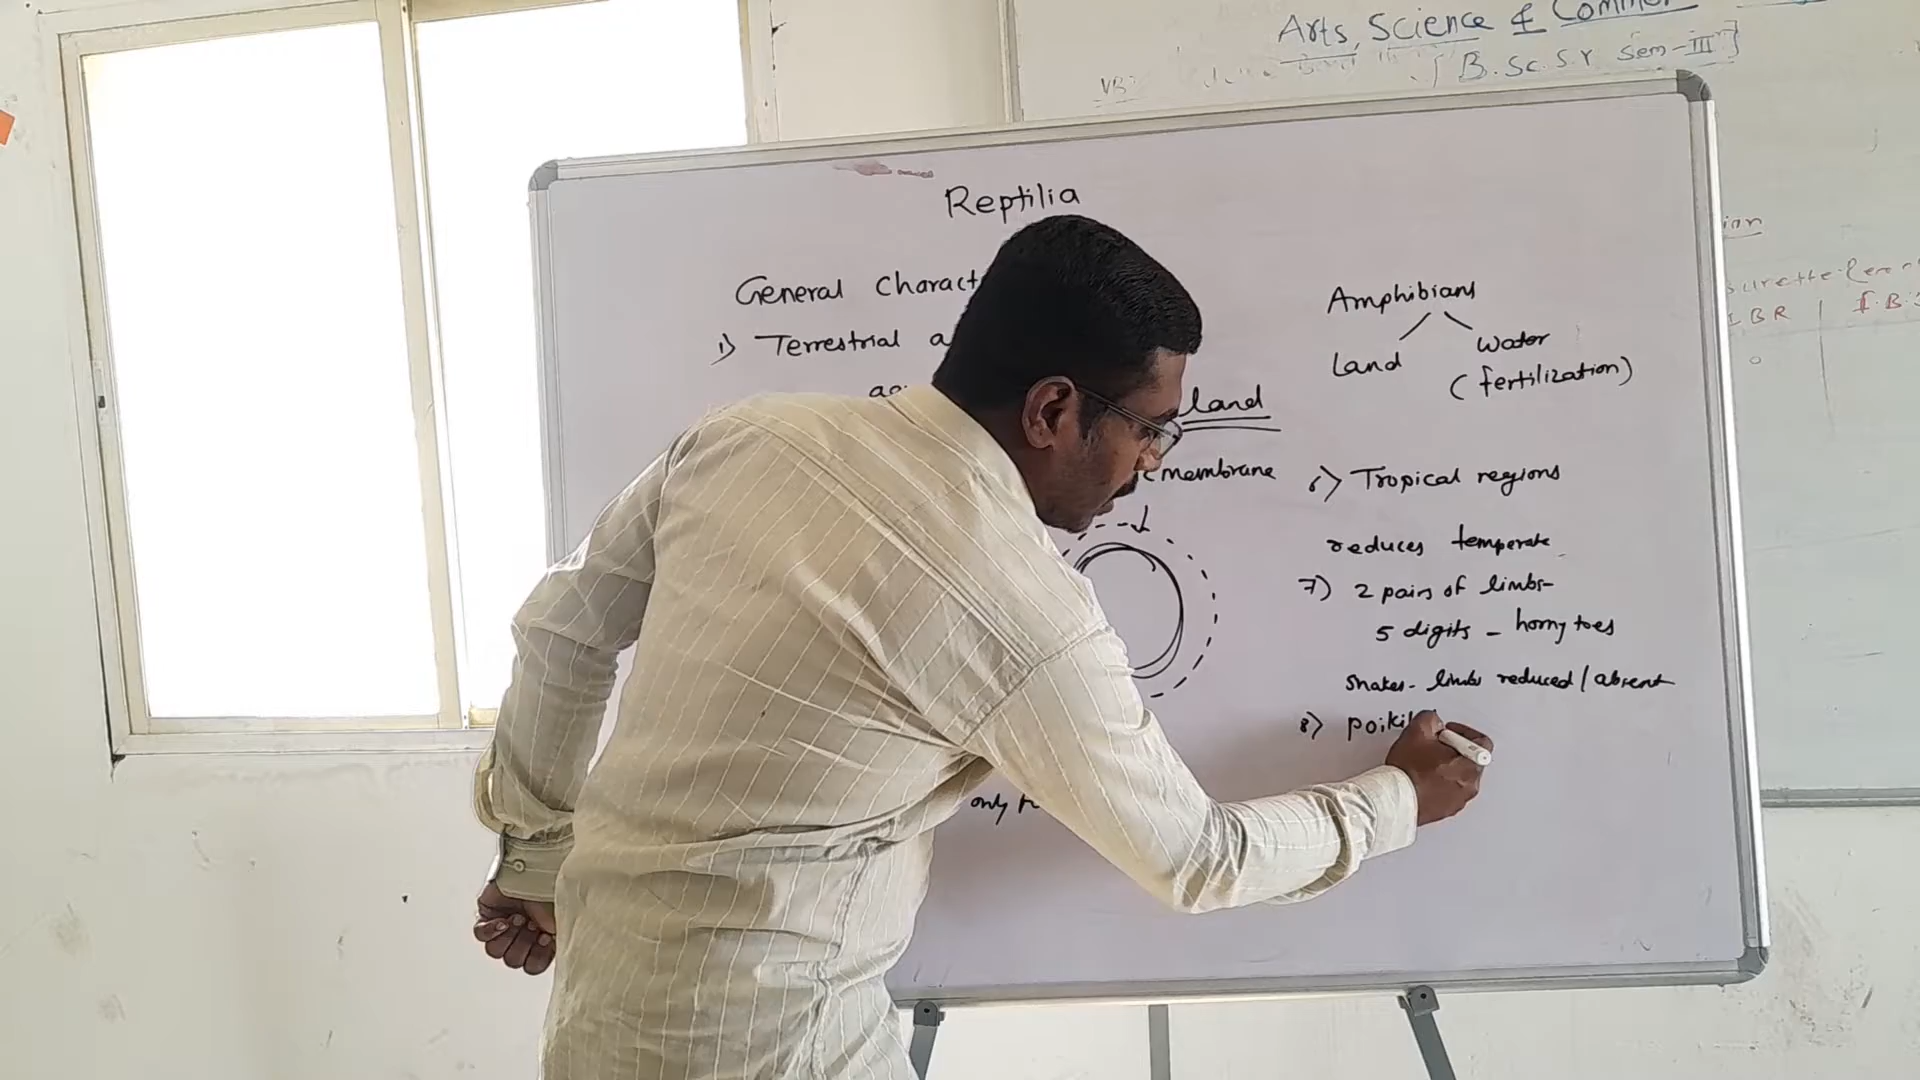 Arts, Science &
[B.Sc.S.Y Sem-III]
Reptilia
General Charact
1) Terrestrial a
land
membrane
only
Amphibians
Land
Water
(fertilization)
6) Tropical regions
reduces temperate
7) 2 pairs of limbs-
5 digits - horny toes
Snakes- limbs reduced/absent
8) poikil
BR | I.B.